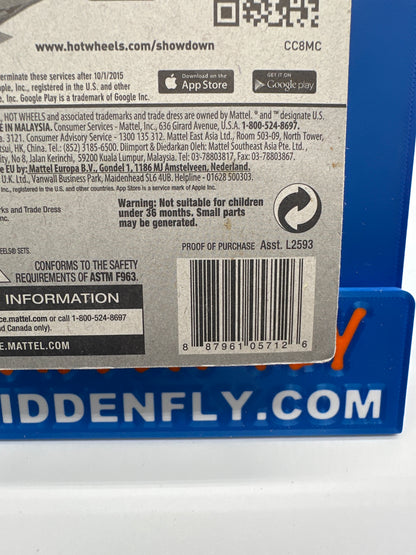 www.hotwheels.com/showdown CC8MC
erminate these services after 10/1/2015
ple, Inc., registered in the U.S. and other
e Inc. Google Play is a trademark of Google Inc.
Download on the
App Store
GET IT ON
Google play
, HOT WHEELS and associated trademarks and trade dress are owned by Mattel. ® and ™ designate U.S.
E IN MALAYSIA. Consumer Services - Mattel, Inc., 636 Girard Avenue, 1-800-524-8697.
a. 3121. Consumer Advisory Service - 1300 135 312. Mattel East Asia Ltd., Room 503-09, North Tower,
tsui, HK, China. Tel: (852) 3185-6500. Diimport & Diedarkan Oleh: Mattel Southeast Asia Pte. Ltd.,
ity, No 8, Jalan Kerinchi, 59200 Kuala Lumpur, Malaysia. Tel: 03-78803817, Fax: 03-78803867.
e EU by: Mattel Europa B.V., Gondel 1, 1186 MJ Amstelveen, Nederland.
U.K. Ltd., Vanwall Business Park, Maidenhead SL6 4UB. Helpline - 01628 500303.
Inc., registered in the U.S. and other countries. App Store is a service mark of Apple Inc.
rks and Trade Dress
Warning: Not suitable for children
under 36 months. Small parts
may be generated.
PROOF OF PURCHASE Asst. L2593
HEELS® SETS.
CONFORMS TO THE SAFETY
REQUIREMENTS OF ASTM F963.
INFORMATION
ce.mattel.com or call 1-800-524-8697
nd Canada only).
CE.MATTEL.COM
8 87961 05712 6
IDDENFLY.COM